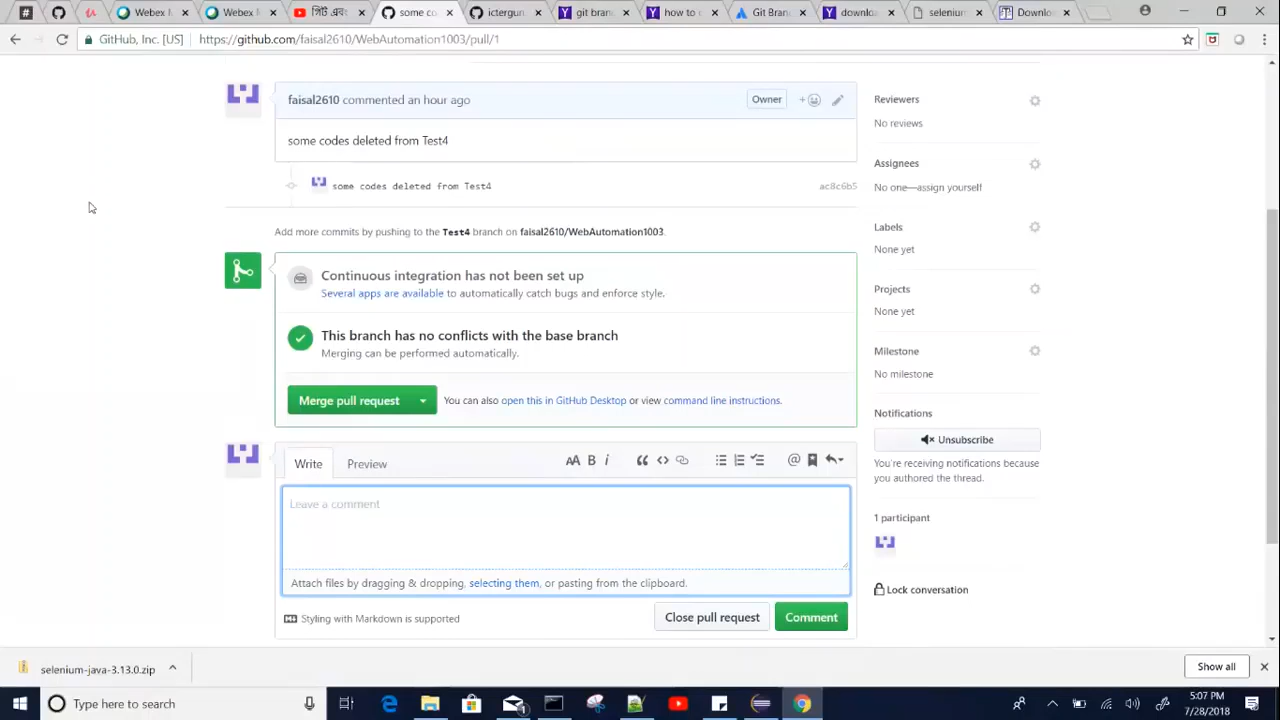 Webex M
Webex M
some co
ictergun
git bran
how to c
Git Bran
downloa
selenium
Downlo
GitHub, Inc. [US]
https://github.com/faisal2610/WebAutomation1003/pull/1
faisal2610 commented an hour ago
Owner
some codes deleted from Test4
some codes deleted from Test4
ac8c6b5
Add more commits by pushing to the Test4 branch on faisal2610/WebAutomation1003.
Continuous integration has not been set up
Several apps are available to automatically catch bugs and enforce style.
This branch has no conflicts with the base branch
Merging can be performed automatically.
Merge pull request
You can also open this in GitHub Desktop or view command line instructions.
Write
Preview
AA B i
Leave a comment
Attach files by dragging & dropping, selecting them, or pasting from the clipboard.
Styling with Markdown is supported
Close pull request
Comment
Reviewers
No reviews
Assignees
No one—assign yourself
Labels
None yet
Projects
None yet
Milestone
No milestone
Notifications
Unsubscribe
You're receiving notifications because
you authored the thread.
1 participant
Lock conversation
selenium-java-3.13.0.zip
Show all
Type here to search
5:07 PM
7/28/2018